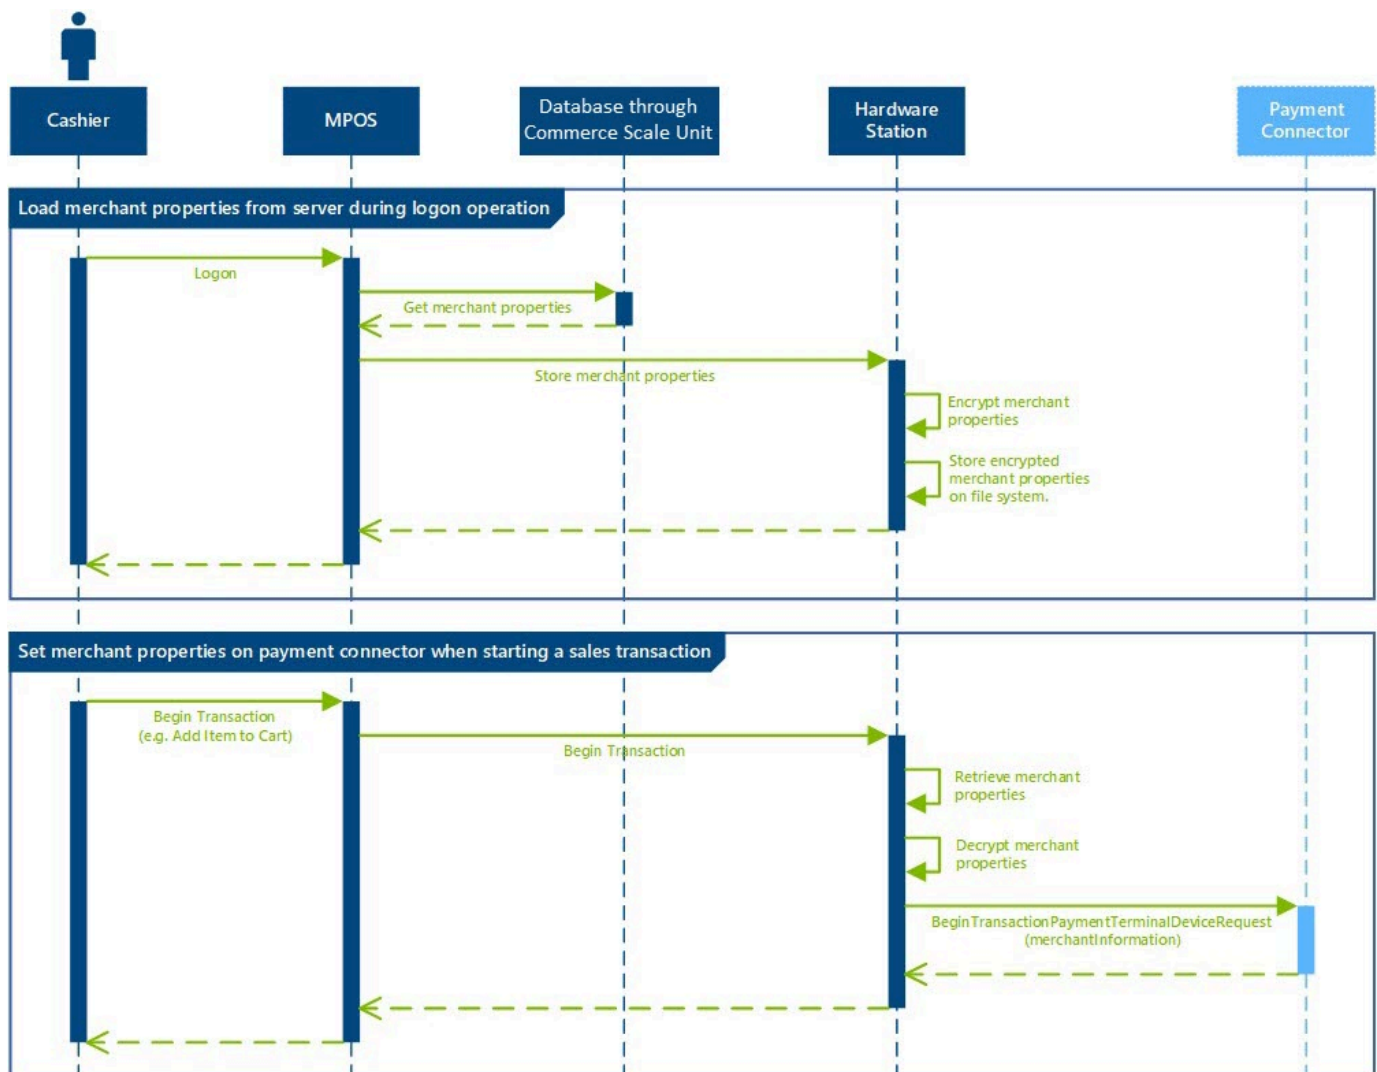 Cashier
MPOS
Database through
Commerce Scale Unit
Hardware
Station
Payment
Connector
Load merchant properties from server during logon operation
Logon
Get merchant properties
Store merchant properties
Encrypt merchant
properties
Store encrypted
merchant properties
on file system.
Set merchant properties on payment connector when starting a sales transaction
Begin Transaction
(e.g. Add Item to Cart)
Begin Transaction
Retrieve merchant
properties
Decrypt merchant
properties
BeginTransactionPaymentTerminalDeviceRequest
(merchantInformation)